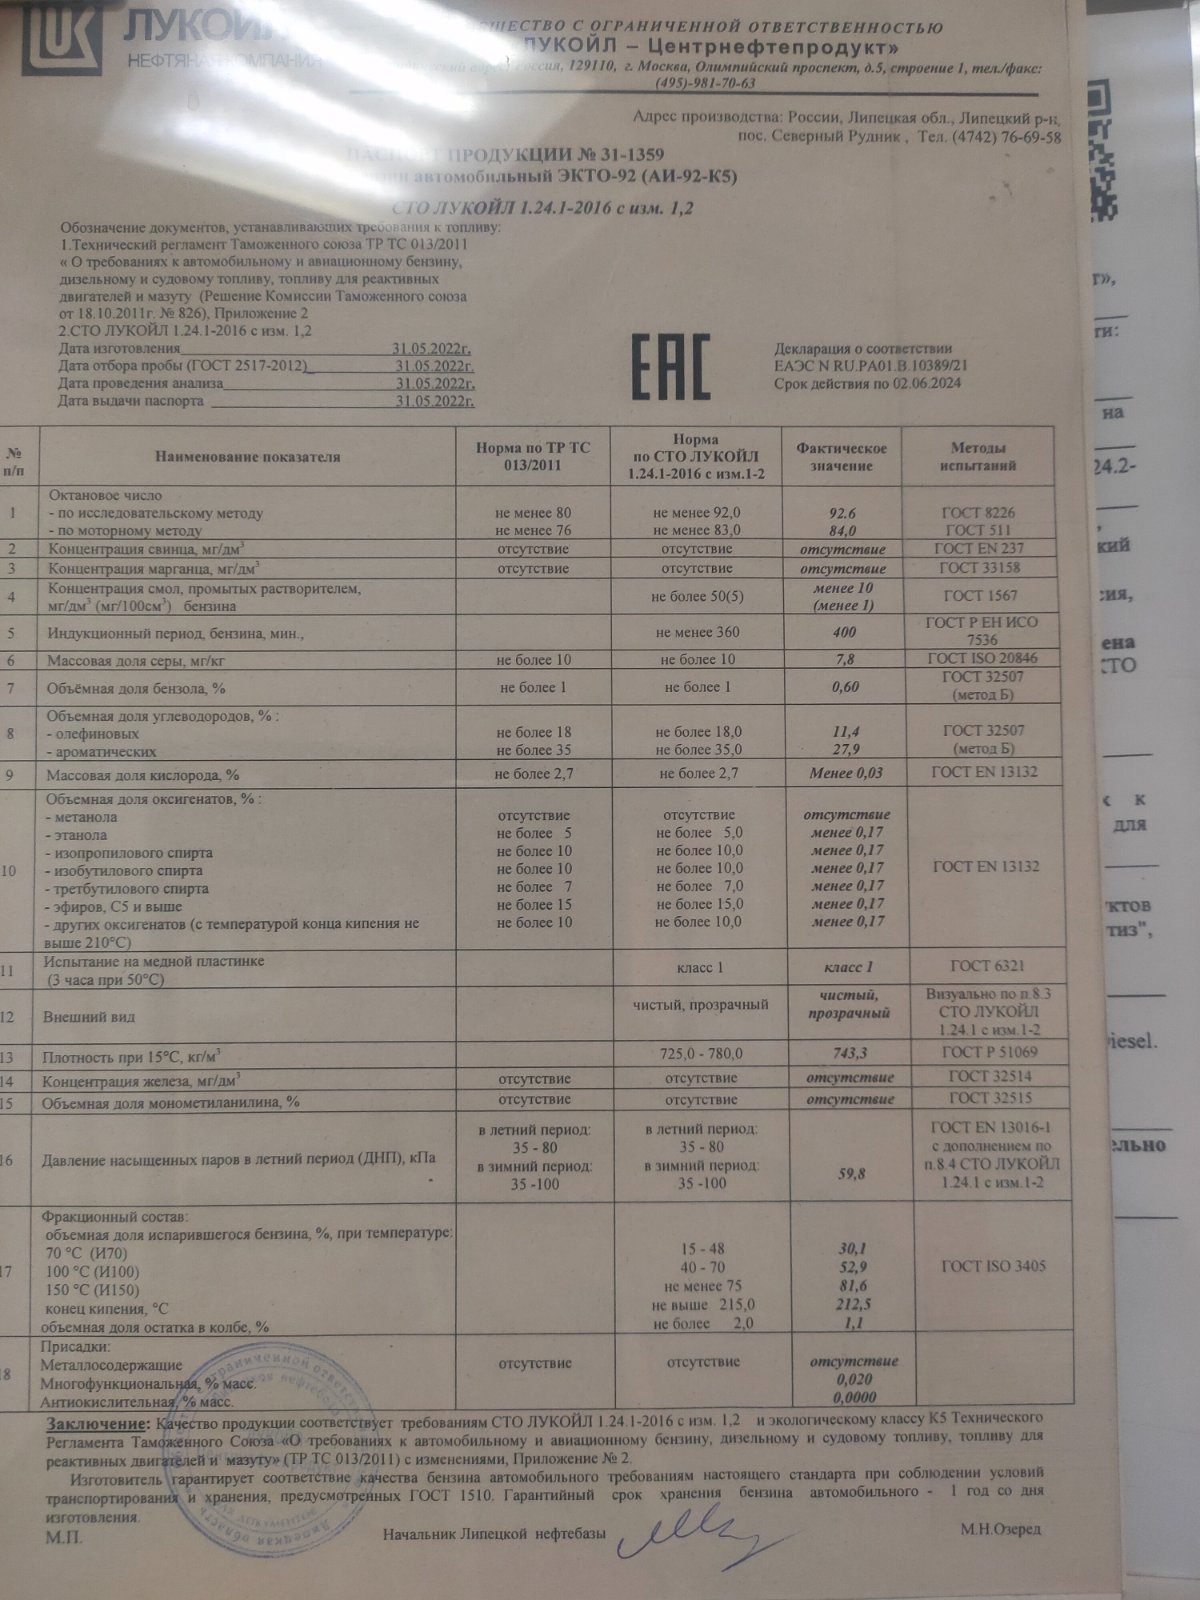 ЛУКОЙЛ
НЕФТЯНАЯ КОМПАНИЯ
ОБЩЕСТВО С ОГРАНИЧЕННОЙ ОТВЕТСТВЕННОСТЬЮ
ЛУКОЙЛ – Центрнефтепродукт»
адрес: Россия, 129110, г. Москва, Олимпийский проспект, д.5, строение 1, тел./факс:
(495)-981-70-63
Адрес производства: России, Липецкая обл., Липецкий р-н,
пос. Северный Рудник , Тел. (4742) 76-69-58
ПАСПОРТ ПРОДУКЦИИ № 31-1359
автомобильный ЭКТО-92 (АИ-92-К5)
СТО ЛУКОЙЛ 1.24.1-2016 с изм. 1,2
Обозначение документов, устанавливающих требования к топливу:
1.Технический регламент Таможенного союза ТР ТС 013/2011
« О требованиях к автомобильному и авиационному бензину,
дизельному и судовому топливу, топливу для реактивных
двигателей и мазуту (Решение Комиссии Таможенного союза
от 18.10.2011г. № 826), Приложение 2
2.СТО ЛУКОЙЛ 1.24.1-2016 с изм. 1,2
Дата изготовления 31.05.2022г.
Дата отбора пробы (ГОСТ 2517-2012) 31.05.2022г.
Дата проведения анализа 31.05.2022г.
Дата выдачи паспорта 31.05.2022г.
ЕАС
Декларация о соответствии
ЕАЭС N RU.РА01.В.10389/21
Срок действия по 02.06.2024
№ п/п Наименование показателя Норма по ТР ТС 013/2011 Норма по СТО ЛУКОЙЛ 1.24.1-2016 с изм.1-2 Фактическое значение Методы испытаний
1 Октановое число
- по исследовательскому методу не менее 80 не менее 92,0 92.6 ГОСТ 8226
- по моторному методу не менее 76 не менее 83,0 84,0 ГОСТ 511
2 Концентрация свинца, мг/дм³ отсутствие отсутствие отсутствие ГОСТ EN 237
3 Концентрация марганца, мг/дм³ отсутствие отсутствие отсутствие ГОСТ 33158
4 Концентрация смол, промытых растворителем, менее 10
мг/дм³ (мг/100см³) бензина не более 50(5) (менее 1) ГОСТ 1567
5 Индукционный период, бензина, мин., не менее 360 400 ГОСТ Р ЕН ИСО 7536
6 Массовая доля серы, мг/кг не более 10 не более 10 7,8 ГОСТ ISO 20846
7 Объёмная доля бензола, % не более 1 не более 1 0,60 ГОСТ 32507 (метод Б)
8 Объемная доля углеводородов, % :
- олефиновых не более 18 не более 18,0 11,4 ГОСТ 32507
- ароматических не более 35 не более 35,0 27,9 (метод Б)
9 Массовая доля кислорода, % не более 2,7 не более 2,7 Менее 0,03 ГОСТ EN 13132
10 Объемная доля оксигенатов, % :
- метанола отсутствие отсутствие отсутствие
- этанола не более 5 не более 5,0 менее 0,17
- изопропилового спирта не более 10 не более 10,0 менее 0,17
- изобутилового спирта не более 10 не более 10,0 менее 0,17 ГОСТ EN 13132
- третбутилового спирта не более 7 не более 7,0 менее 0,17
- эфиров, С5 и выше не более 15 не более 15,0 менее 0,17
- других оксигенатов (с температурой конца кипения не не более 10 не более 10,0 менее 0,17
выше 210°С)
11 Испытание на медной пластинке
(3 часа при 50°С) класс 1 класс 1 ГОСТ 6321
12 Внешний вид чистый, прозрачный чистый, прозрачный Визуально по п.8.3 СТО ЛУКОЙЛ 1.24.1 с изм.1-2
13 Плотность при 15°С, кг/м³ 725,0 - 780,0 743,3 ГОСТ Р 51069
14 Концентрация железа, мг/дм³ отсутствие отсутствие отсутствие ГОСТ 32514
15 Объемная доля монометиланилина, % отсутствие отсутствие отсутствие ГОСТ 32515
16 Давление насыщенных паров в летний период (ДНП), кПа
в летний период: в летний период: ГОСТ EN 13016-1
35 - 80 35 - 80 с дополнением по
в зимний период: в зимний период: 59,8 п.8.4 СТО ЛУКОЙЛ
35 -100 35 -100 1.24.1 с изм.1-2
17 Фракционный состав:
объемная доля испарившегося бензина, %, при температуре:
70 °С (И70) 15 - 48 30,1
100 °С (И100) 40 - 70 52,9 ГОСТ ISO 3405
150 °С (И150) не менее 75 81,6
конец кипения, °С не выше 215,0 212,5
объемная доля остатка в колбе, % не более 2,0 1,1
18 Присадки:
Металлосодержащие отсутствие отсутствие отсутствие
Многофункциональная, % масс. 0,020
Антиокислительная, % масс. 0,0000
Заключение: Качество продукции соответствует требованиям СТО ЛУКОЙЛ 1.24.1-2016 с изм. 1,2 и экологическому классу К5 Технического
Регламента Таможенного Союза «О требованиях к автомобильному и авиационному бензину, дизельному и судовому топливу, топливу для
реактивных двигателей и мазуту» (ТР ТС 013/2011) с изменениями, Приложение № 2.
Изготовитель гарантирует соответствие качества бензина автомобильного требованиям настоящего стандарта при соблюдении условий
транспортирования и хранения, предусмотренных ГОСТ 1510. Гарантийный срок хранения бензина автомобильного - 1 год со дня
изготовления.
М.П. Начальник Липецкой нефтебазы М.Н.Озеред